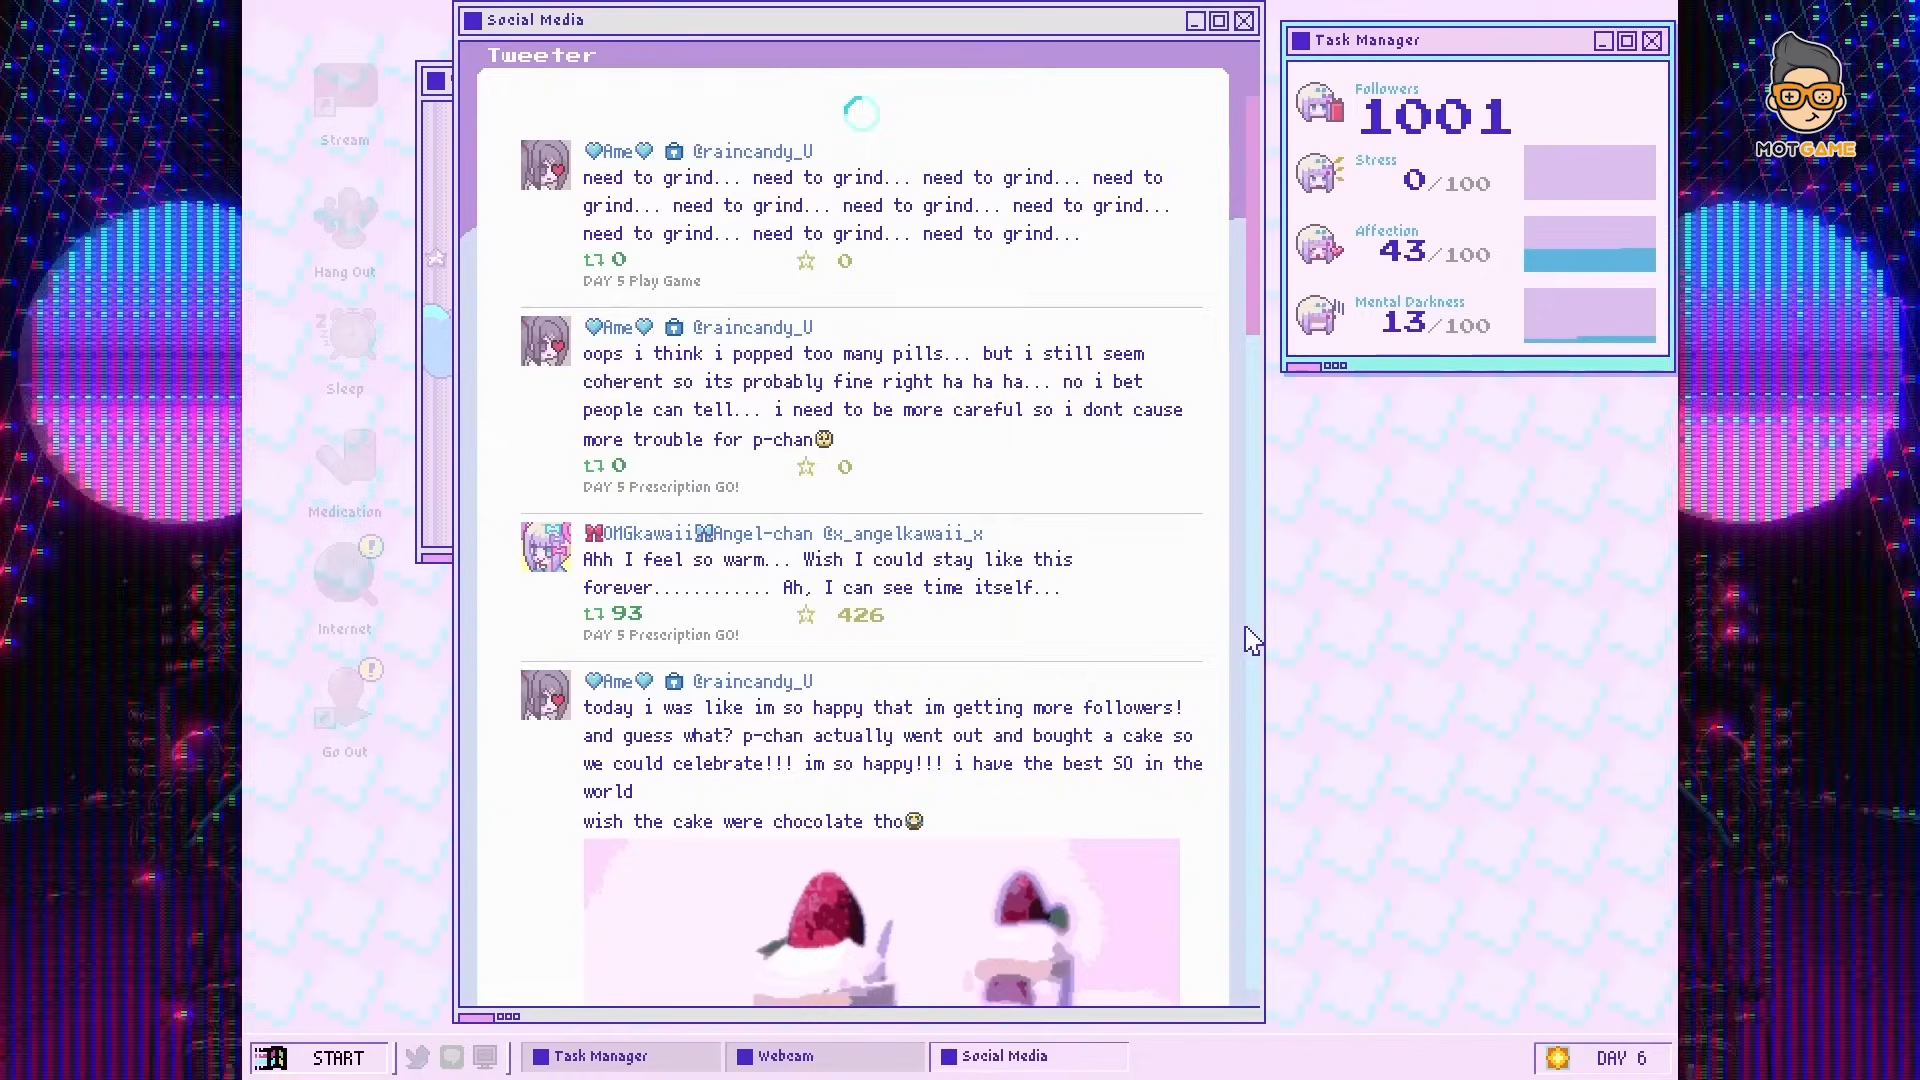 Social Media
Tweeter
Ame @raincandy_U
need to grind... need to grind... need to grind... need to
grind... need to grind... need to grind... need to grind...
need to grind... need to grind... need to grind...
0 0
DAY 5 Play Game
Ame @raincandy_U
oops i think i popped too many pills... but i still seem
coherent so its probably fine right ha ha ha... no i bet
people can tell... i need to be more careful so i dont cause
more trouble for p-chan
0 0
DAY 5 Prescription GO!
OMGkawaii Angel-chan @x_angelkawaii_x
Ahh I feel so warm... Wish I could stay like this
forever............ Ah, I can see time itself...
93 426
DAY 5 Prescription GO!
Ame @raincandy_U
today i was like im so happy that im getting more followers!
and guess what? p-chan actually went out and bought a cake so
we could celebrate!!! im so happy!!! i have the best SO in the
world
wish the cake were chocolate tho
Task Manager
Followers
1001
Stress
0/100
Affection
43/100
Mental Darkness
13/100
MOTGAME
Stream
Hang Out
Sleep
Medication
Internet
Go Out
START
Task Manager
Webcam
Social Media
DAY 6